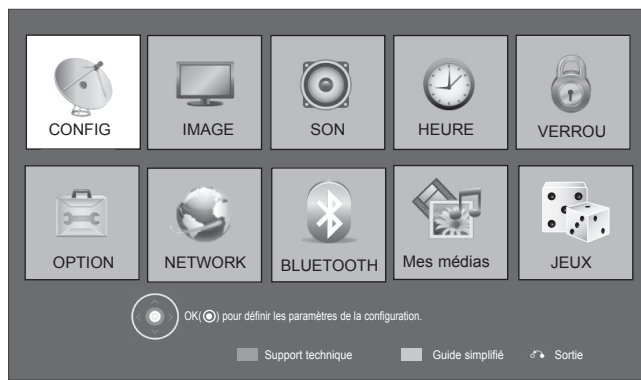 CONFIG IMAGE SON HEURE VERROU
OPTION NETWORK BLUETOOTH Mes médias JEUX
OK() pour définir les paramètres de la configuration.
Support technique Guide simplifié Sortie